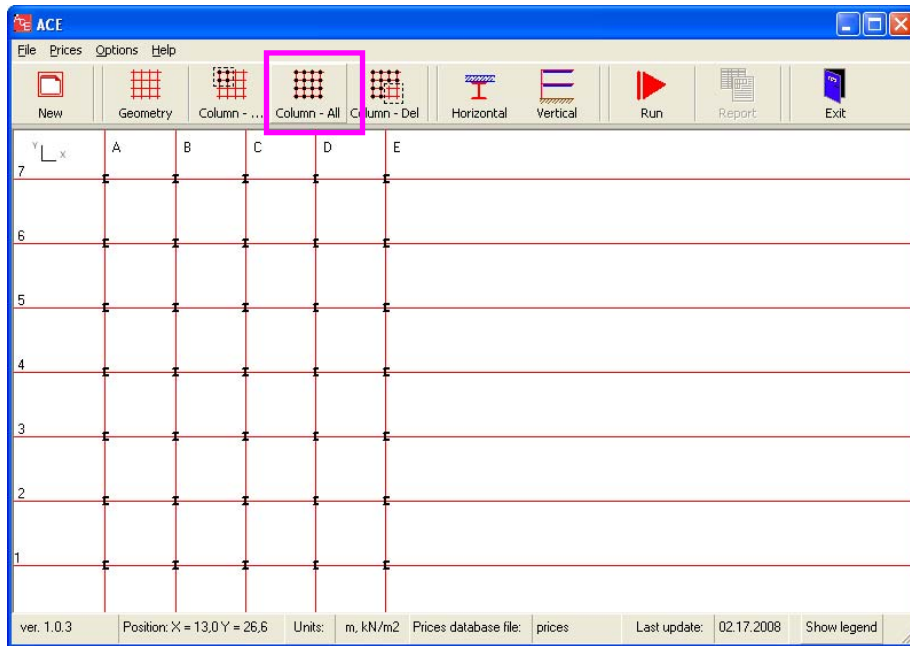 ACE
File Prices Options Help
New Geometry Column - ... Column - All Column - Del Horizontal Vertical Run Report Exit
Y X A B C D E
7
6
5
4
3
2
1
ver. 1.0.3 Position: X = 13,0 Y = 26,6 Units: m, kN/m2 Prices database file: prices Last update: 02.17.2008 Show legend